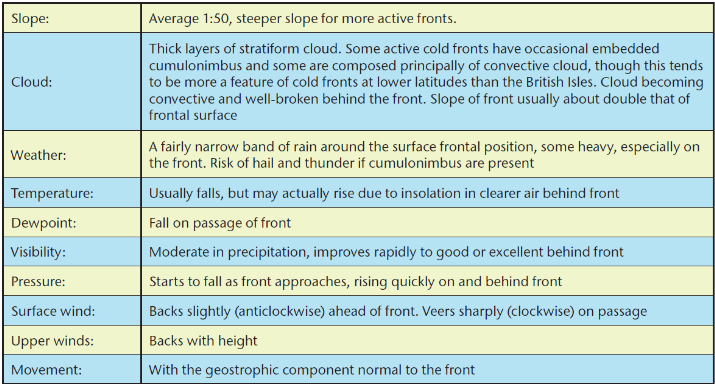 Slope:
Average 1:50, steeper slope for more active fronts.
Cloud:
Thick layers of stratiform cloud. Some active cold fronts have occasional embedded
cumulonimbus and some are composed principally of convective cloud, though this tends
to be more a feature of cold fronts at lower latitudes than the British Isles. Cloud becoming
convective and well-broken behind the front. Slope of front usually about double that of
frontal surface
Weather:
A fairly narrow band of rain around the surface frontal position, some heavy, especially on
the front. Risk of hail and thunder if cumulonimbus are present
Temperature:
Usually falls, but may actually rise due to insolation in clearer air behind front
Dewpoint:
Fall on passage of front
Visibility:
Moderate in precipitation, improves rapidly to good or excellent behind front
Pressure:
Starts to fall as front approaches, rising quickly on and behind front
Surface wind:
Backs slightly (anticlockwise) ahead of front. Veers sharply (clockwise) on passage
Upper winds:
Backs with height
Movement:
With the geostrophic component normal to the front